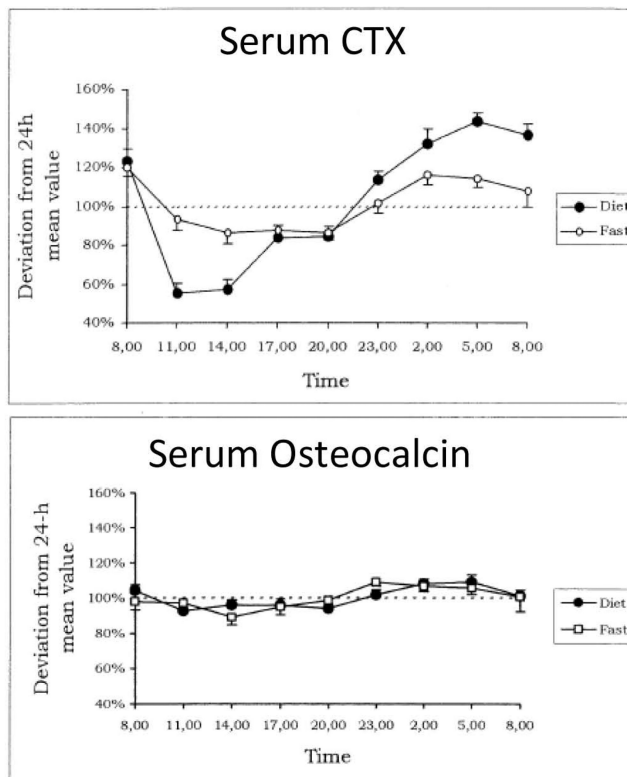 Serum CTX
160%
140%
120%
100%
80%
60%
40%
Deviation from 24h
mean value
8,00 11,00 14,00 17,00 20,00 23,00 2,00 5,00 8,00
Time
Diet
Fast
Serum Osteocalcin
160%
140%
120%
100%
80%
60%
40%
Deviation from 24-h
mean value
8,00 11,00 14,00 17,00 20,00 23,00 2,00 5,00 8,00
Time
Diet
Fast